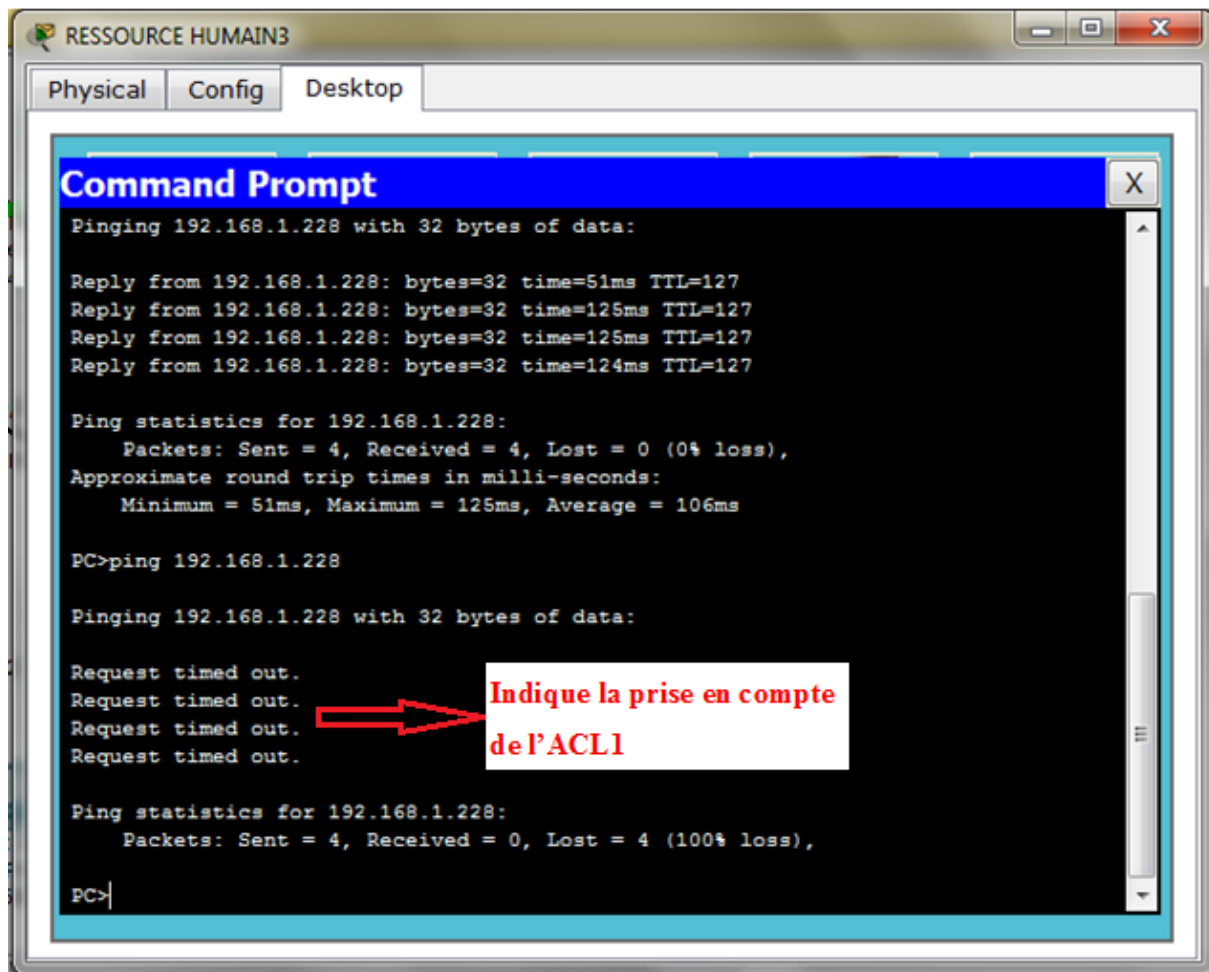 RESSOURCE HUMAIN3
Physical Config Desktop
Command Prompt X
Pinging 192.168.1.228 with 32 bytes of data:
Reply from 192.168.1.228: bytes=32 time=51ms TTL=127
Reply from 192.168.1.228: bytes=32 time=125ms TTL=127
Reply from 192.168.1.228: bytes=32 time=125ms TTL=127
Reply from 192.168.1.228: bytes=32 time=124ms TTL=127
Ping statistics for 192.168.1.228:
Packets: Sent = 4, Received = 4, Lost = 0 (0% loss),
Approximate round trip times in milli-seconds:
Minimum = 51ms, Maximum = 125ms, Average = 106ms
PC>ping 192.168.1.228
Pinging 192.168.1.228 with 32 bytes of data:
Request timed out.
Request timed out.
Request timed out.
Request timed out.
Indique la prise en compte
de l'ACL1
Ping statistics for 192.168.1.228:
Packets: Sent = 4, Received = 0, Lost = 4 (100% loss),
PC>